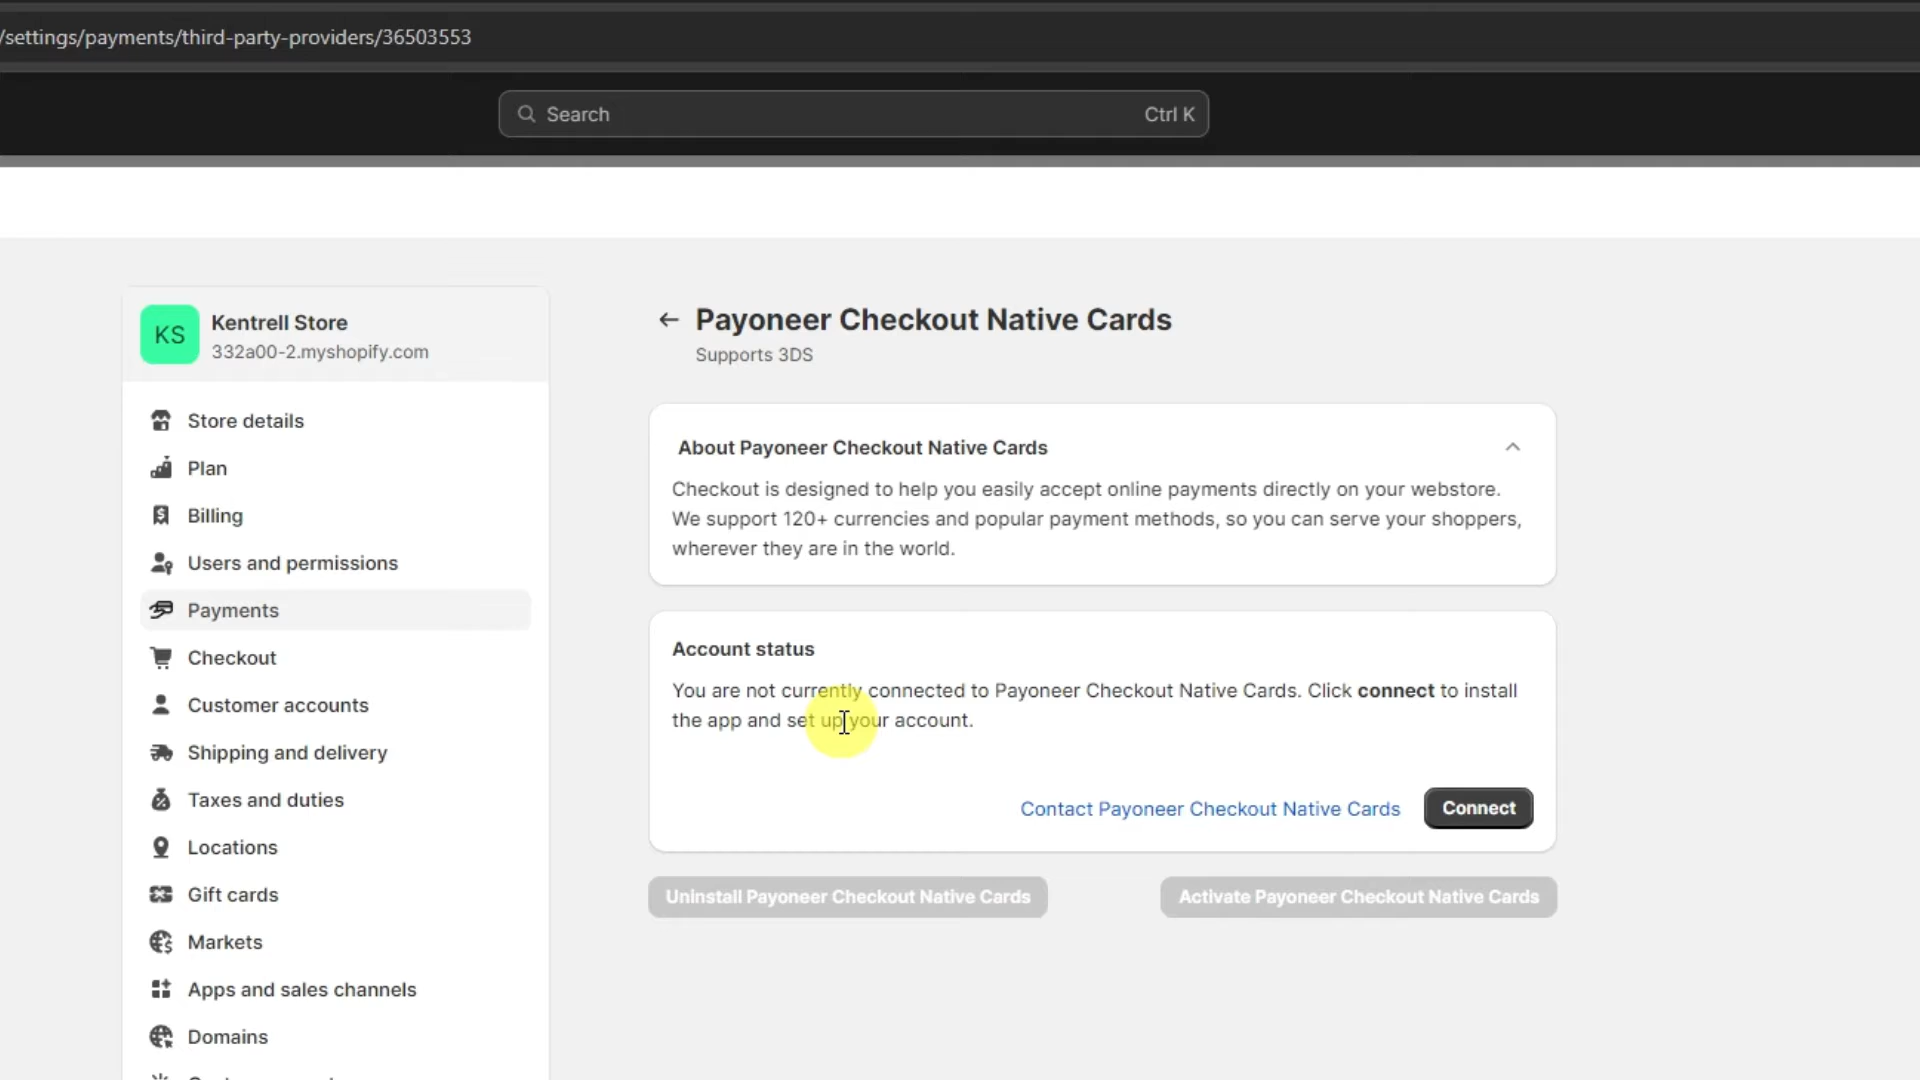 /settings/payments/third-party-providers/36503553
Search
Ctrl K
KS
Kentrell Store
332a00-2.myshopify.com
Store details
Plan
Billing
Users and permissions
Payments
Checkout
Customer accounts
Shipping and delivery
Taxes and duties
Locations
Gift cards
Markets
Apps and sales channels
Domains
Payoneer Checkout Native Cards
Supports 3DS
About Payoneer Checkout Native Cards
Checkout is designed to help you easily accept online payments directly on your webstore.
We support 120+ currencies and popular payment methods, so you can serve your shoppers,
wherever they are in the world.
Account status
You are not currently connected to Payoneer Checkout Native Cards. Click connect to install
the app and set up your account.
Contact Payoneer Checkout Native Cards
Connect
Uninstall Payoneer Checkout Native Cards
Activate Payoneer Checkout Native Cards